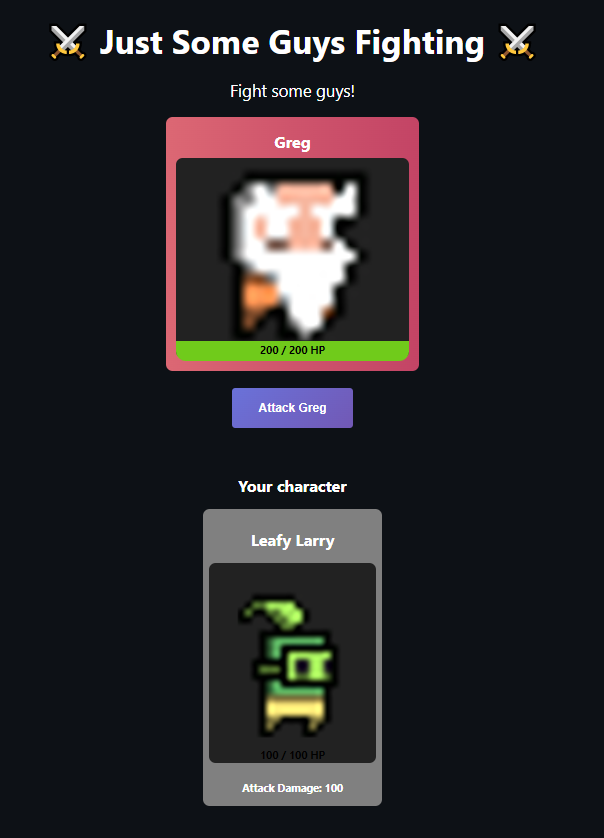 ⚔️ Just Some Guys Fighting ⚔️
Fight some guys!
Greg
200 / 200 HP
Attack Greg
Your character
Leafy Larry
100 / 100 HP
Attack Damage: 100